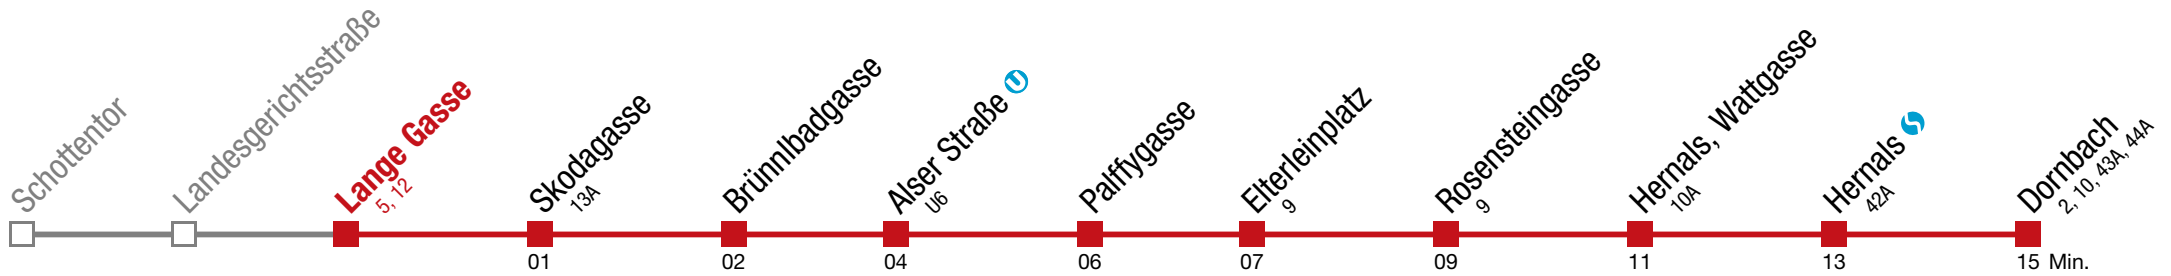 Schottentor
Landesgerichtsstraße
Lange Gasse
5, 12
Skodagasse
13A
Brünnlbadgasse
Alser Straße U
U6
Palffygasse
Elterleinplatz
9
Rosensteingasse
9
Hernals, Wattgasse
10A
Hernals S
42A
Dornbach
2, 10, 43A, 44A
01 02 04 06 07 09 11 13 15 Min.